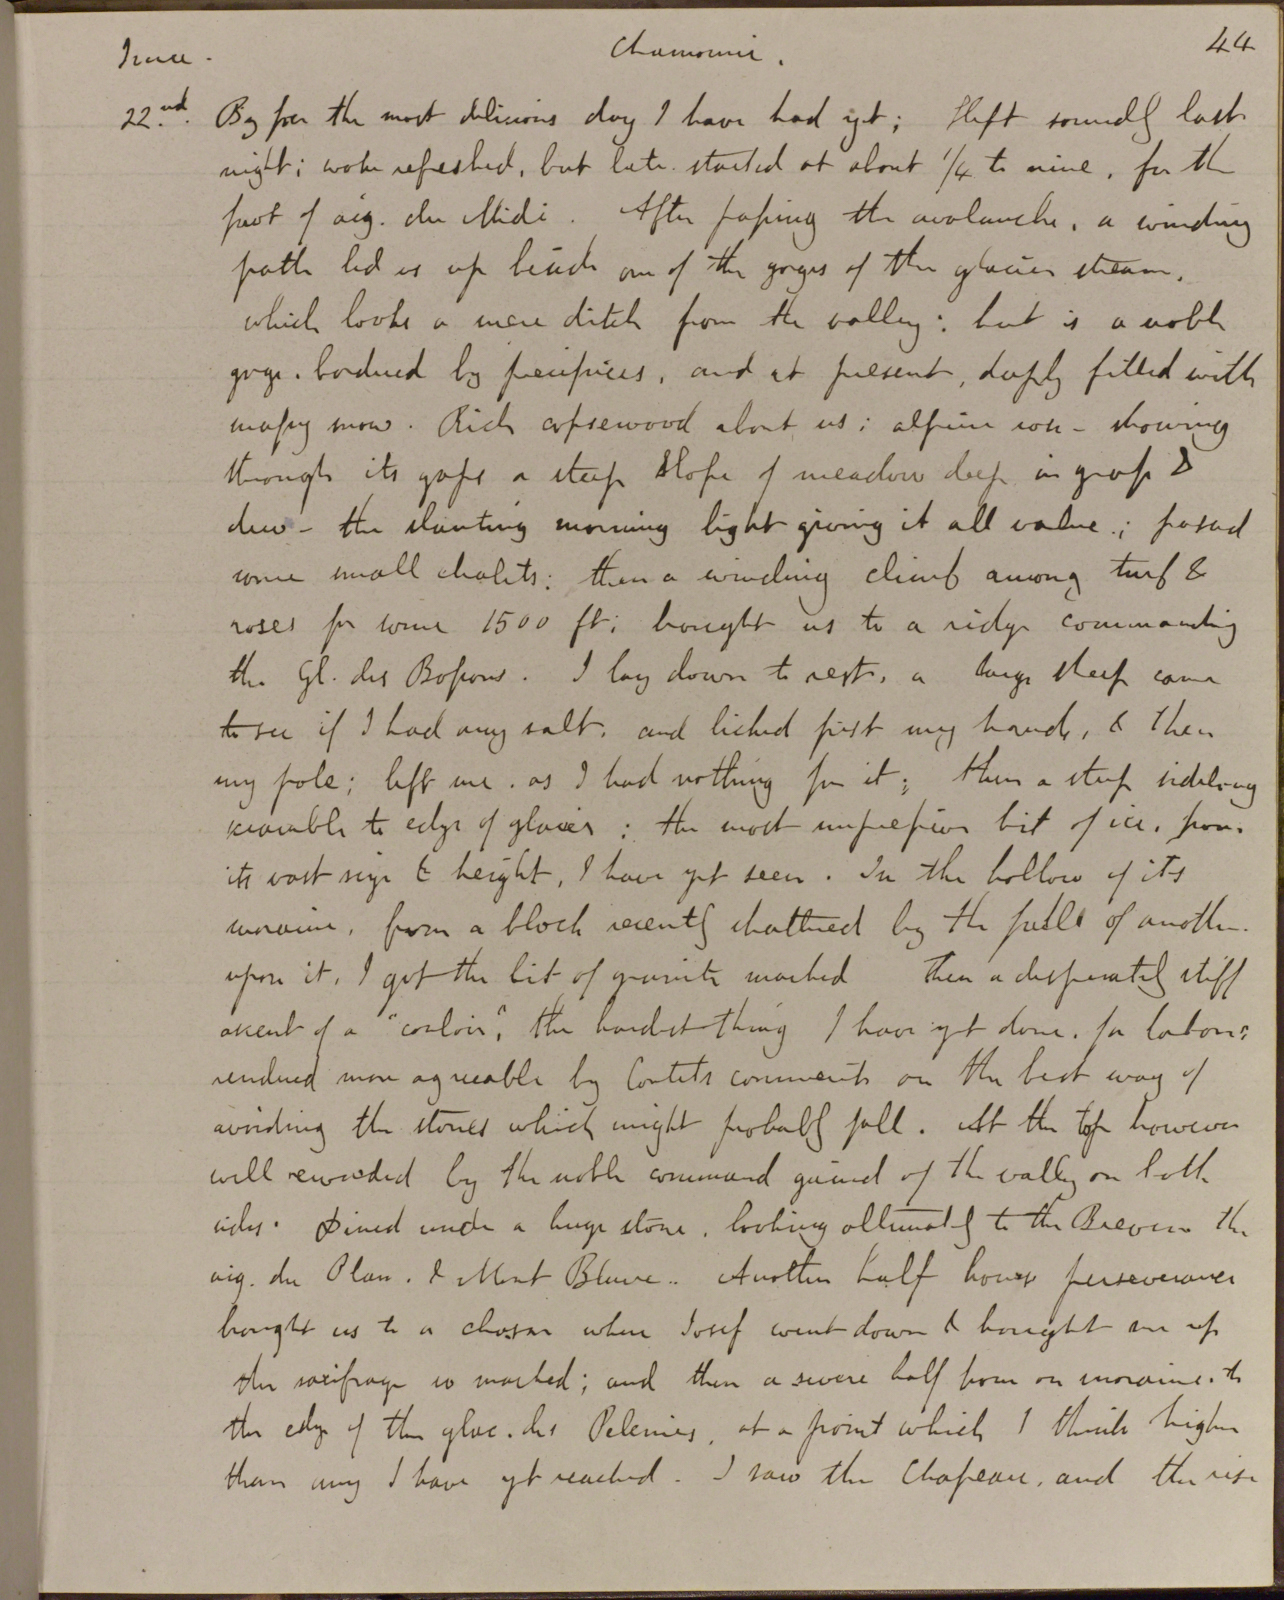 June. Chamouni. 44
22nd. By far the most delicious day I have had yet; slept soundly last
night; woke refreshed, but late. started at about 1/4 to nine, for the
foot of aig. du Midi. After passing the avalanche, a winding
path led us up beside one of the gorges of the glacier stream,
which looks a mere ditch from the valley: but is a noble
gorge. bordered by precipices, and at present, deeply filled with
massy snow. Rich copsewood about us; alpine rose - showing
through its gaps a steep slope of meadow deep in grass &
dew - the slanting morning light giving it all value.; passed
some small chalets: then a winding climb among turf &
roses for some 1500 ft; brought us to a ridge commanding
the Gl. des Bossons. I lay down to rest, a large sheep came
to see if I had any salt. and licked first my hands, & then
my pole; left me. as I had nothing for it; then a steep sidelong
scramble to edge of glacier; the most impressive bit of ice, from
its vast size & height, I have yet seen. In the hollow of its
moraine, from a block recently shattered by the fall of another
upon it, I got the bit of granite marked Then a desperately stiff
ascent of a "couloir", the hardest thing I have yet done, for labour;
rendered more agreeable by Coutets comments on the best way of
avoiding the stones which might probably fall. At the top however
well rewarded by the noble command gained of the valley on both
sides. Dined under a huge stone, looking alternately to the Breven the
aig. du Plan. & Mont Blanc.. Another half hours perseverance
brought us to a chasm where Josef went down & brought me up
the saxifrage so marked; and then a severe half hour on moraine. to
the edge of the glac. des Pelerins, at a point which I think higher
than any I have yet reached. I saw the Chapeau, and the rise